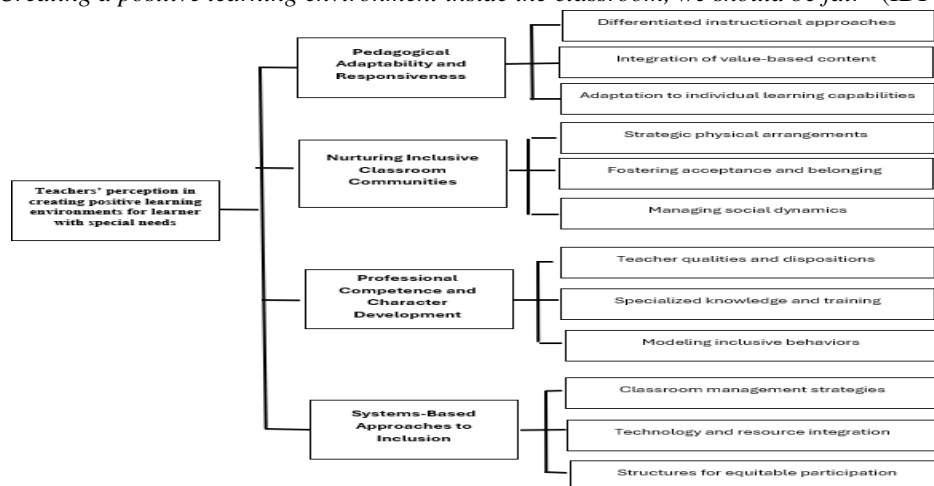 Creating a positive learning environment inside the classroom, we should be fair.
Differentiated instructional approaches
Pedagogical
Adaptability and
Responsiveness
Integration of value-based content
Adaptation to individual learning capabilities
Strategic physical arrangements
Nurturing Inclusive
Classroom
Communities
Fostering acceptance and belonging
Managing social dynamics
Teachers' perception in
creating positive learning
environments for learner
with special needs
Teacher qualities and dispositions
Professional
Competence and
Character
Development
Specialized knowledge and training
Modeling inclusive behaviors
Classroom management strategies
Systems-Based
Approaches to
Inclusion
Technology and resource integration
Structures for equitable participation